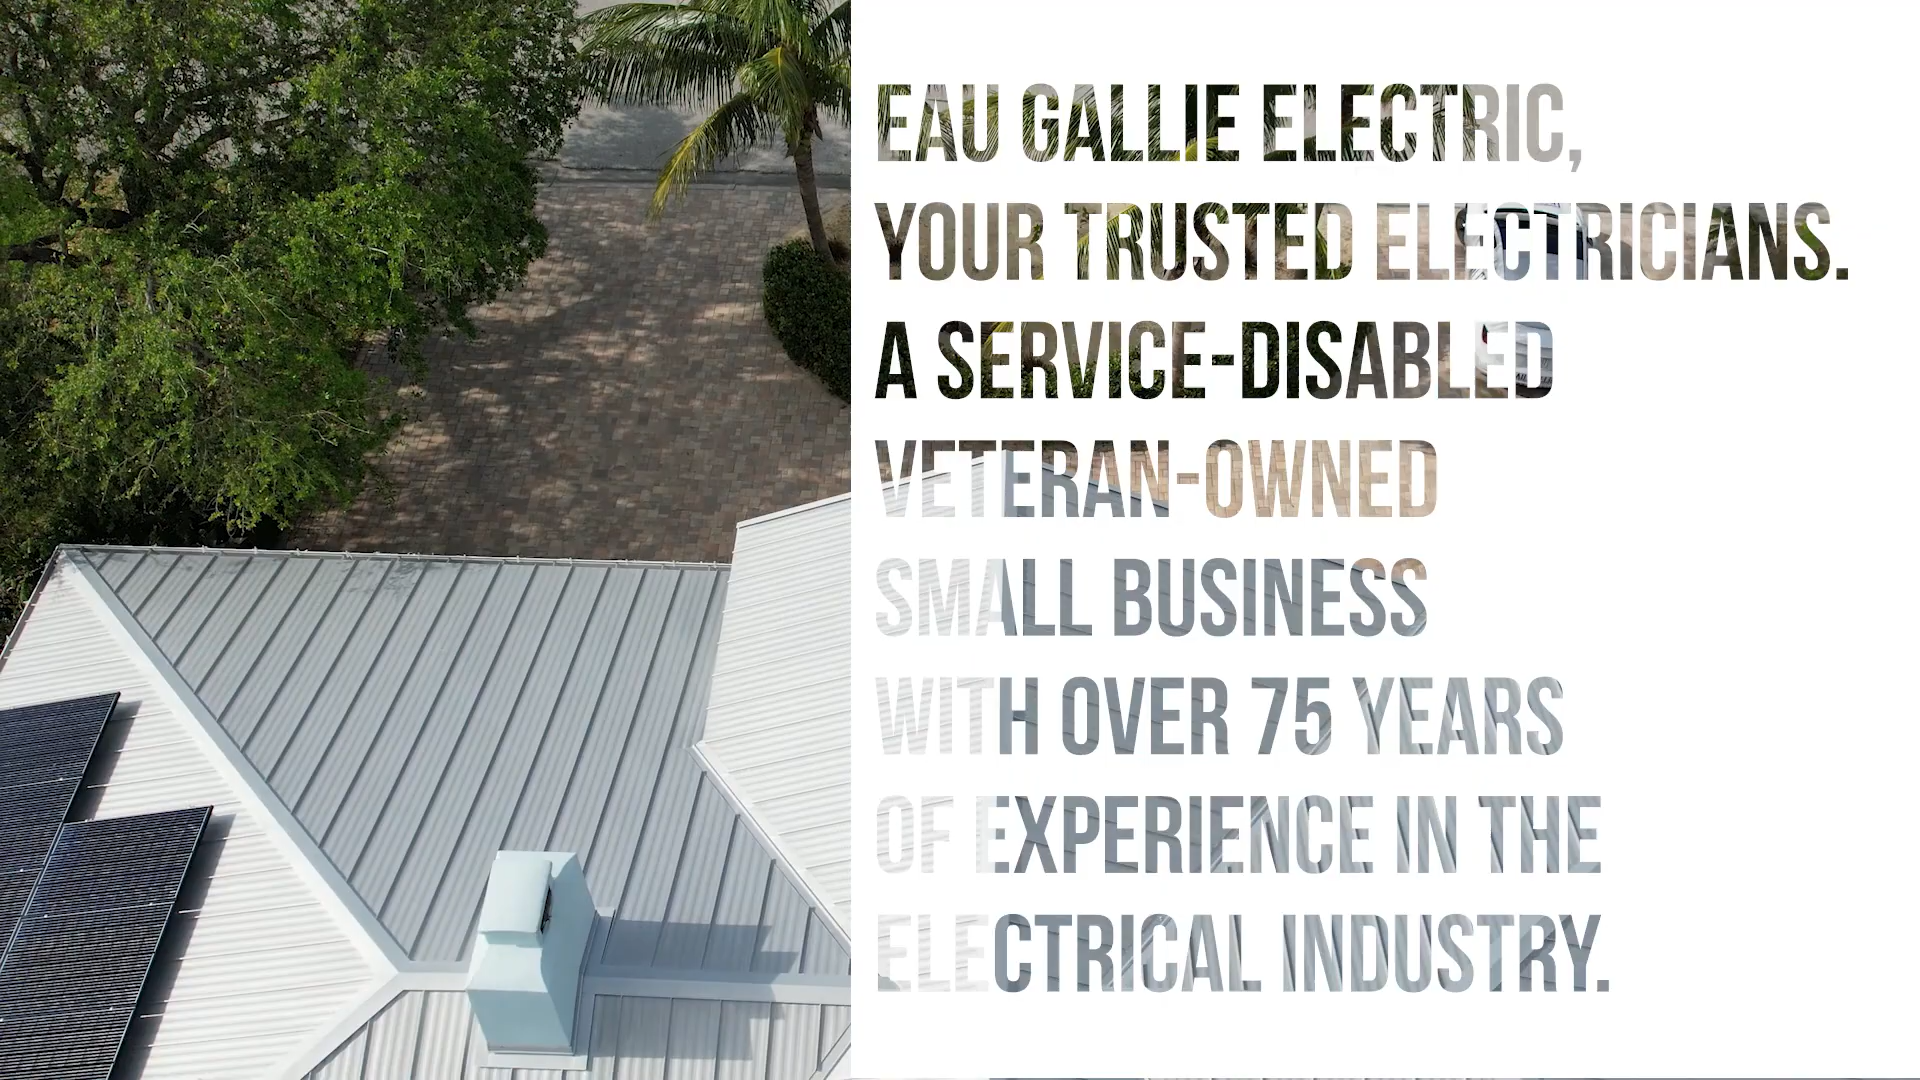 EAU GALLIE ELECTRIC,
YOUR TRUSTED ELECTRICIANS.
A SERVICE-DISABLED
VETERAN-OWNED
SMALL BUSINESS
WITH OVER 75 YEARS
OF EXPERIENCE IN THE
ELECTRICAL INDUSTRY.